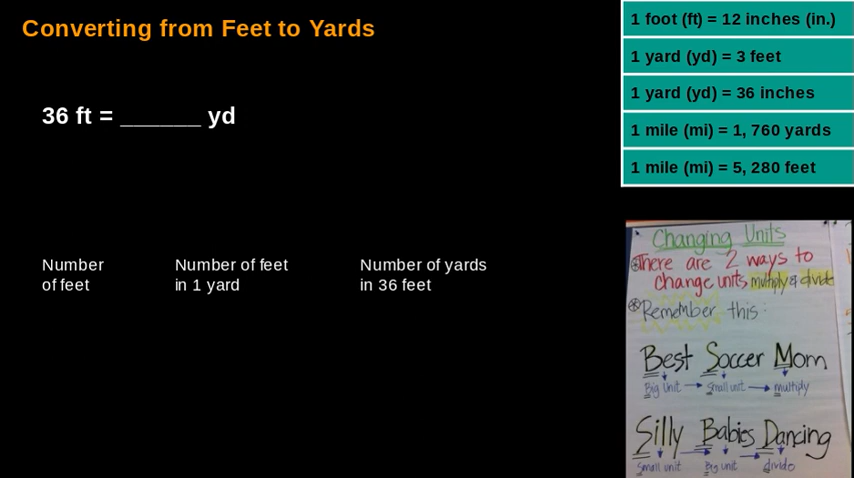 Converting from Feet to Yards
36 ft = ______ yd
Number
of feet
Number of feet
in 1 yard
Number of yards
in 36 feet
1 foot (ft) = 12 inches (in.)
1 yard (yd) = 3 feet
1 yard (yd) = 36 inches
1 mile (mi) = 1, 760 yards
1 mile (mi) = 5, 280 feet
Changing Units
There are 2 ways to
change units multiply & divide
Remember this:
Best Soccer Mom
Big unit → Small unit → multiply
Silly Babies Dancing
Small unit → Big unit → divide